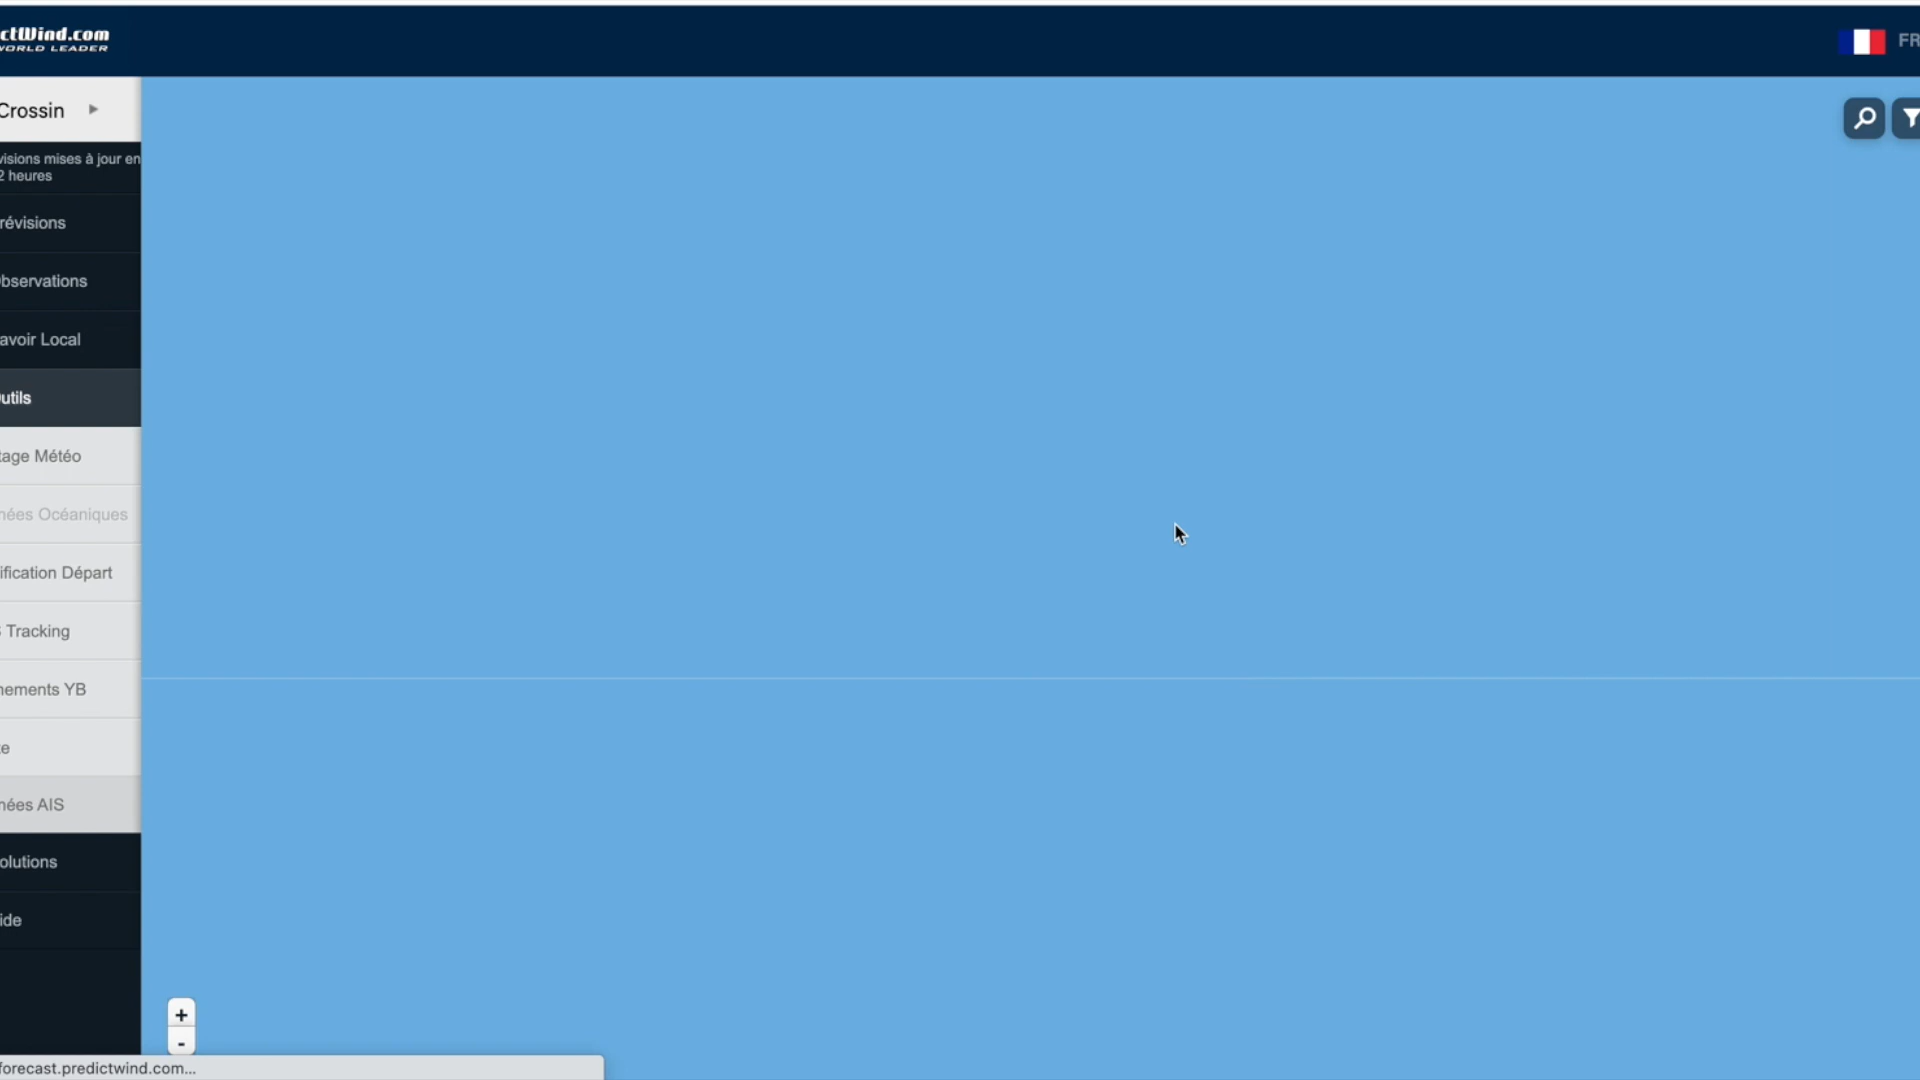 ctWind.com
WORLD LEADER
FR
Crossin
visions mises à jour en
2 heures
révisions
bservations
avoir Local
utils
tage Météo
nées Océaniques
ification Départ
S Tracking
nements YB
te
nées AIS
olutions
ide
+
-
forecast.predictwind.com...